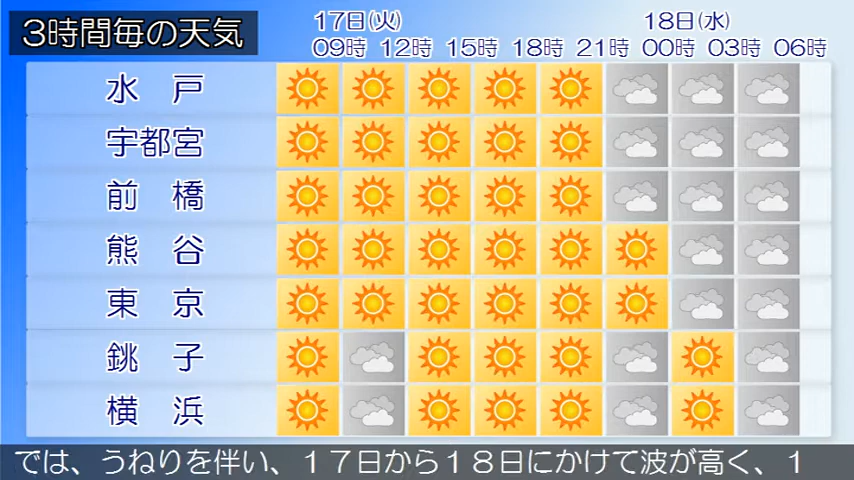 3時間毎の天気
17日(火) 18日(水)
09時 12時 15時 18時 21時 00時 03時 06時
水戸
宇都宮
前橋
熊谷
東京
銚子
横浜
では、うねりを伴い、１７日から１８日にかけて波が高く、１